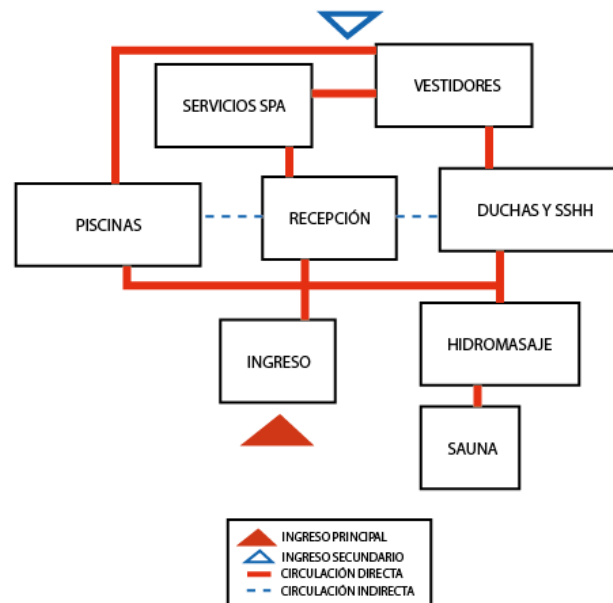 VESTIDORES
SERVICIOS SPA
PISCINAS
RECEPCIÓN
DUCHAS Y SSHH
INGRESO
HIDROMASAJE
SAUNA
INGRESO PRINCIPAL
INGRESO SECUNDARIO
CIRCULACIÓN DIRECTA
CIRCULACIÓN INDIRECTA